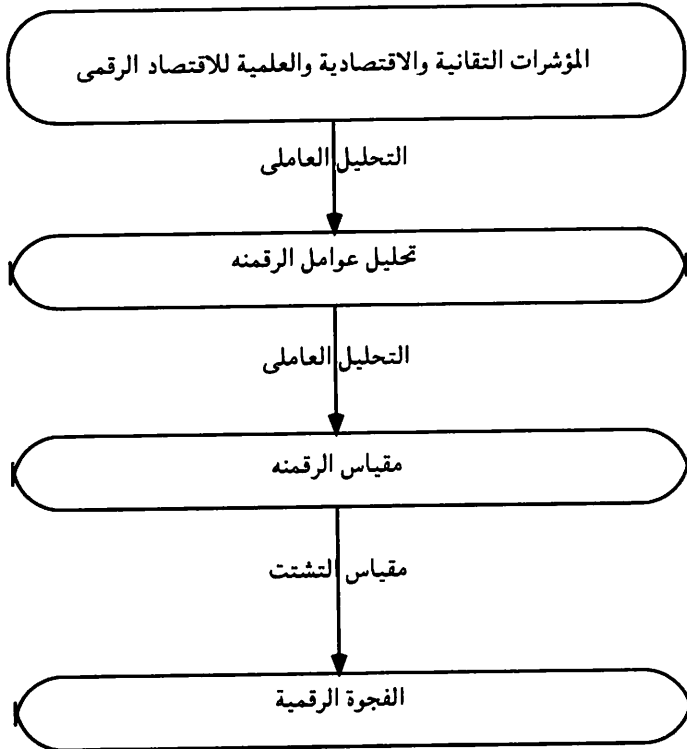 المؤشرات التقانية والاقتصادية والعلمية للاقتصاد الرقمى
التحليل العاملى
تحليل عوامل الرقمنه
التحليل العاملى
مقياس الرقمنه
مقياس التشتت
الفجوة الرقمية